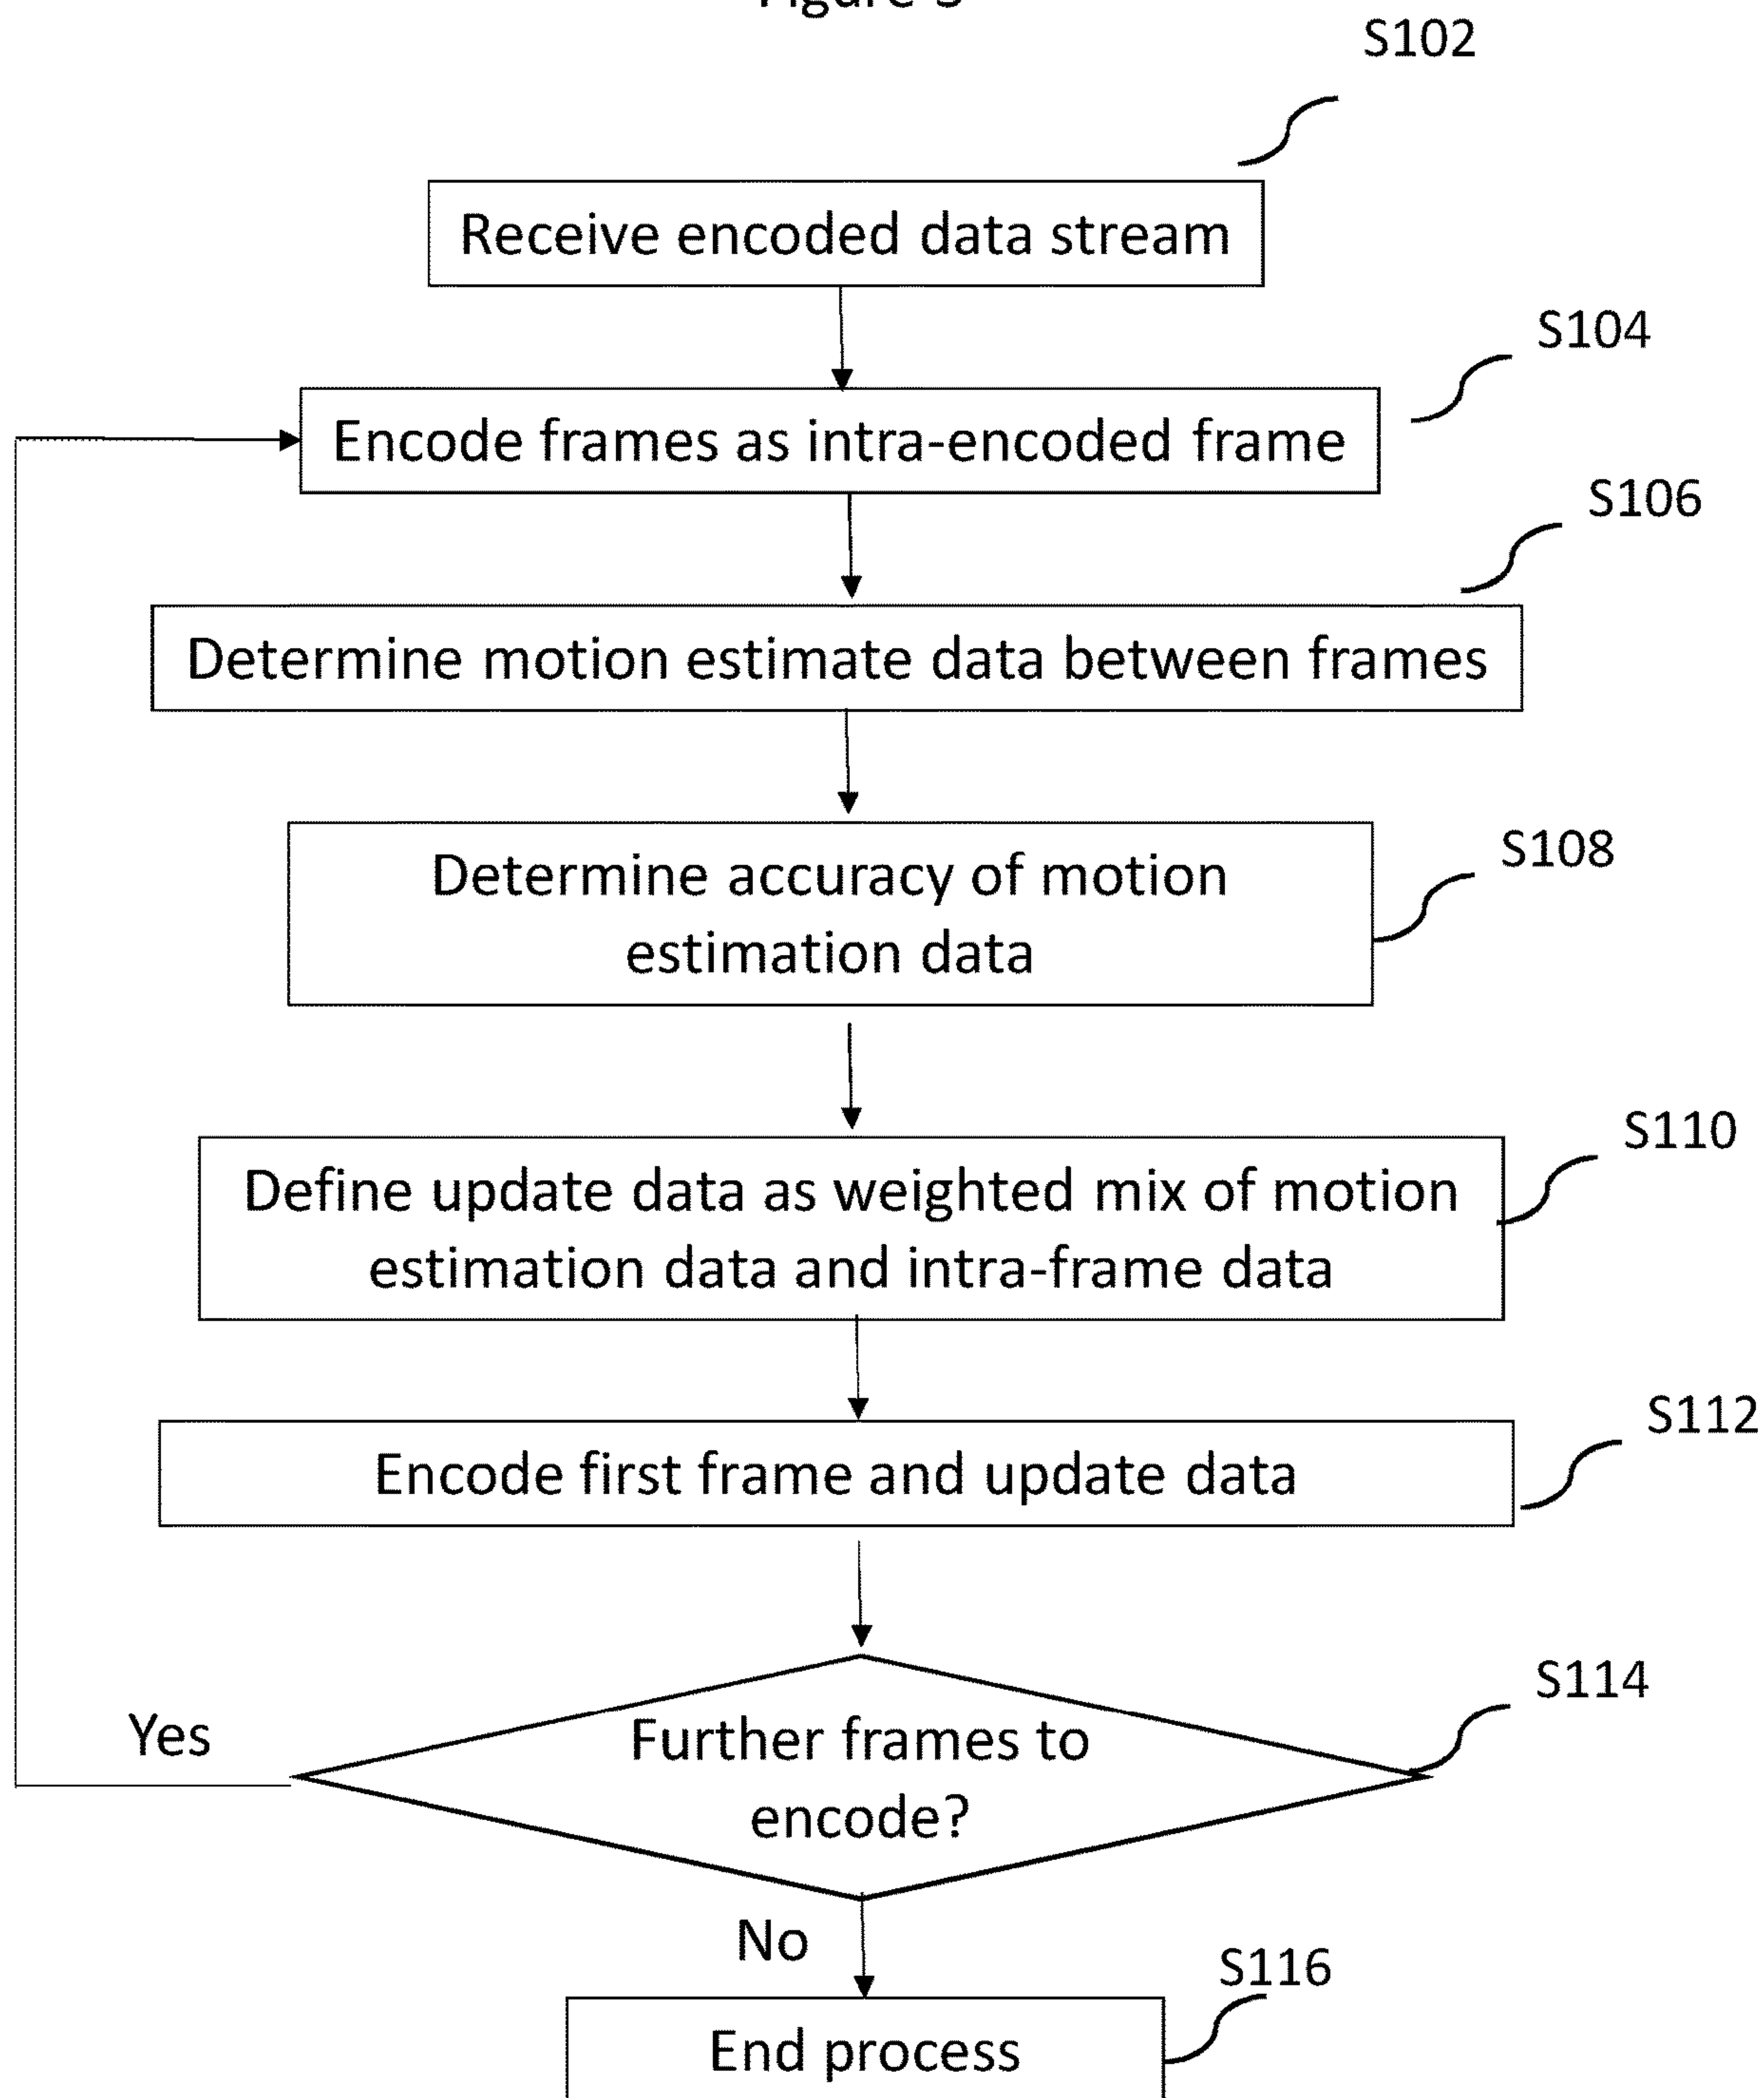 S102
Receive encoded data stream
S104
Encode frames as intra-encoded frame
S106
Determine motion estimate data between frames
S108
Determine accuracy of motion
estimation data
S110
Define update data as weighted mix of motion
estimation data and intra-frame data
S112
Encode first frame and update data
S114
Further frames to
encode?
Yes
No
S116
End process